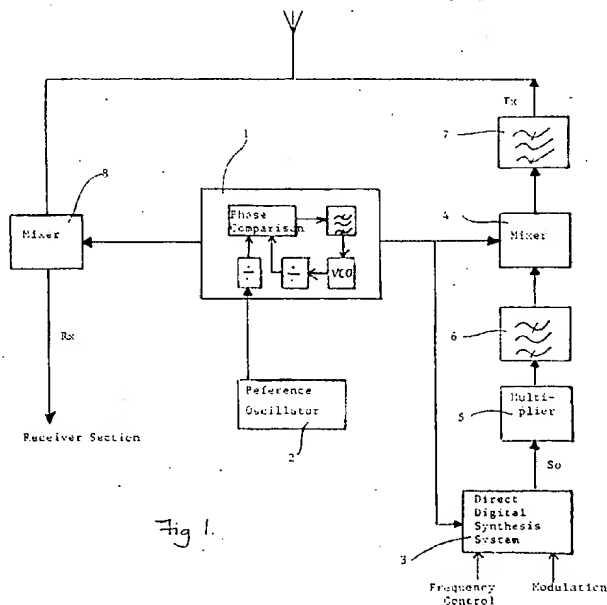 Tx
7
1
8
4
Mixer
Phase
Comparison
Mixer
÷
÷
VCO
Rx
6
Reference
Oscillator
2
Multi-
plier
5
Receiver Section
So
Direct
Digital
Synthesis
System
3
Fig 1.
Frequency
Control
Modulation